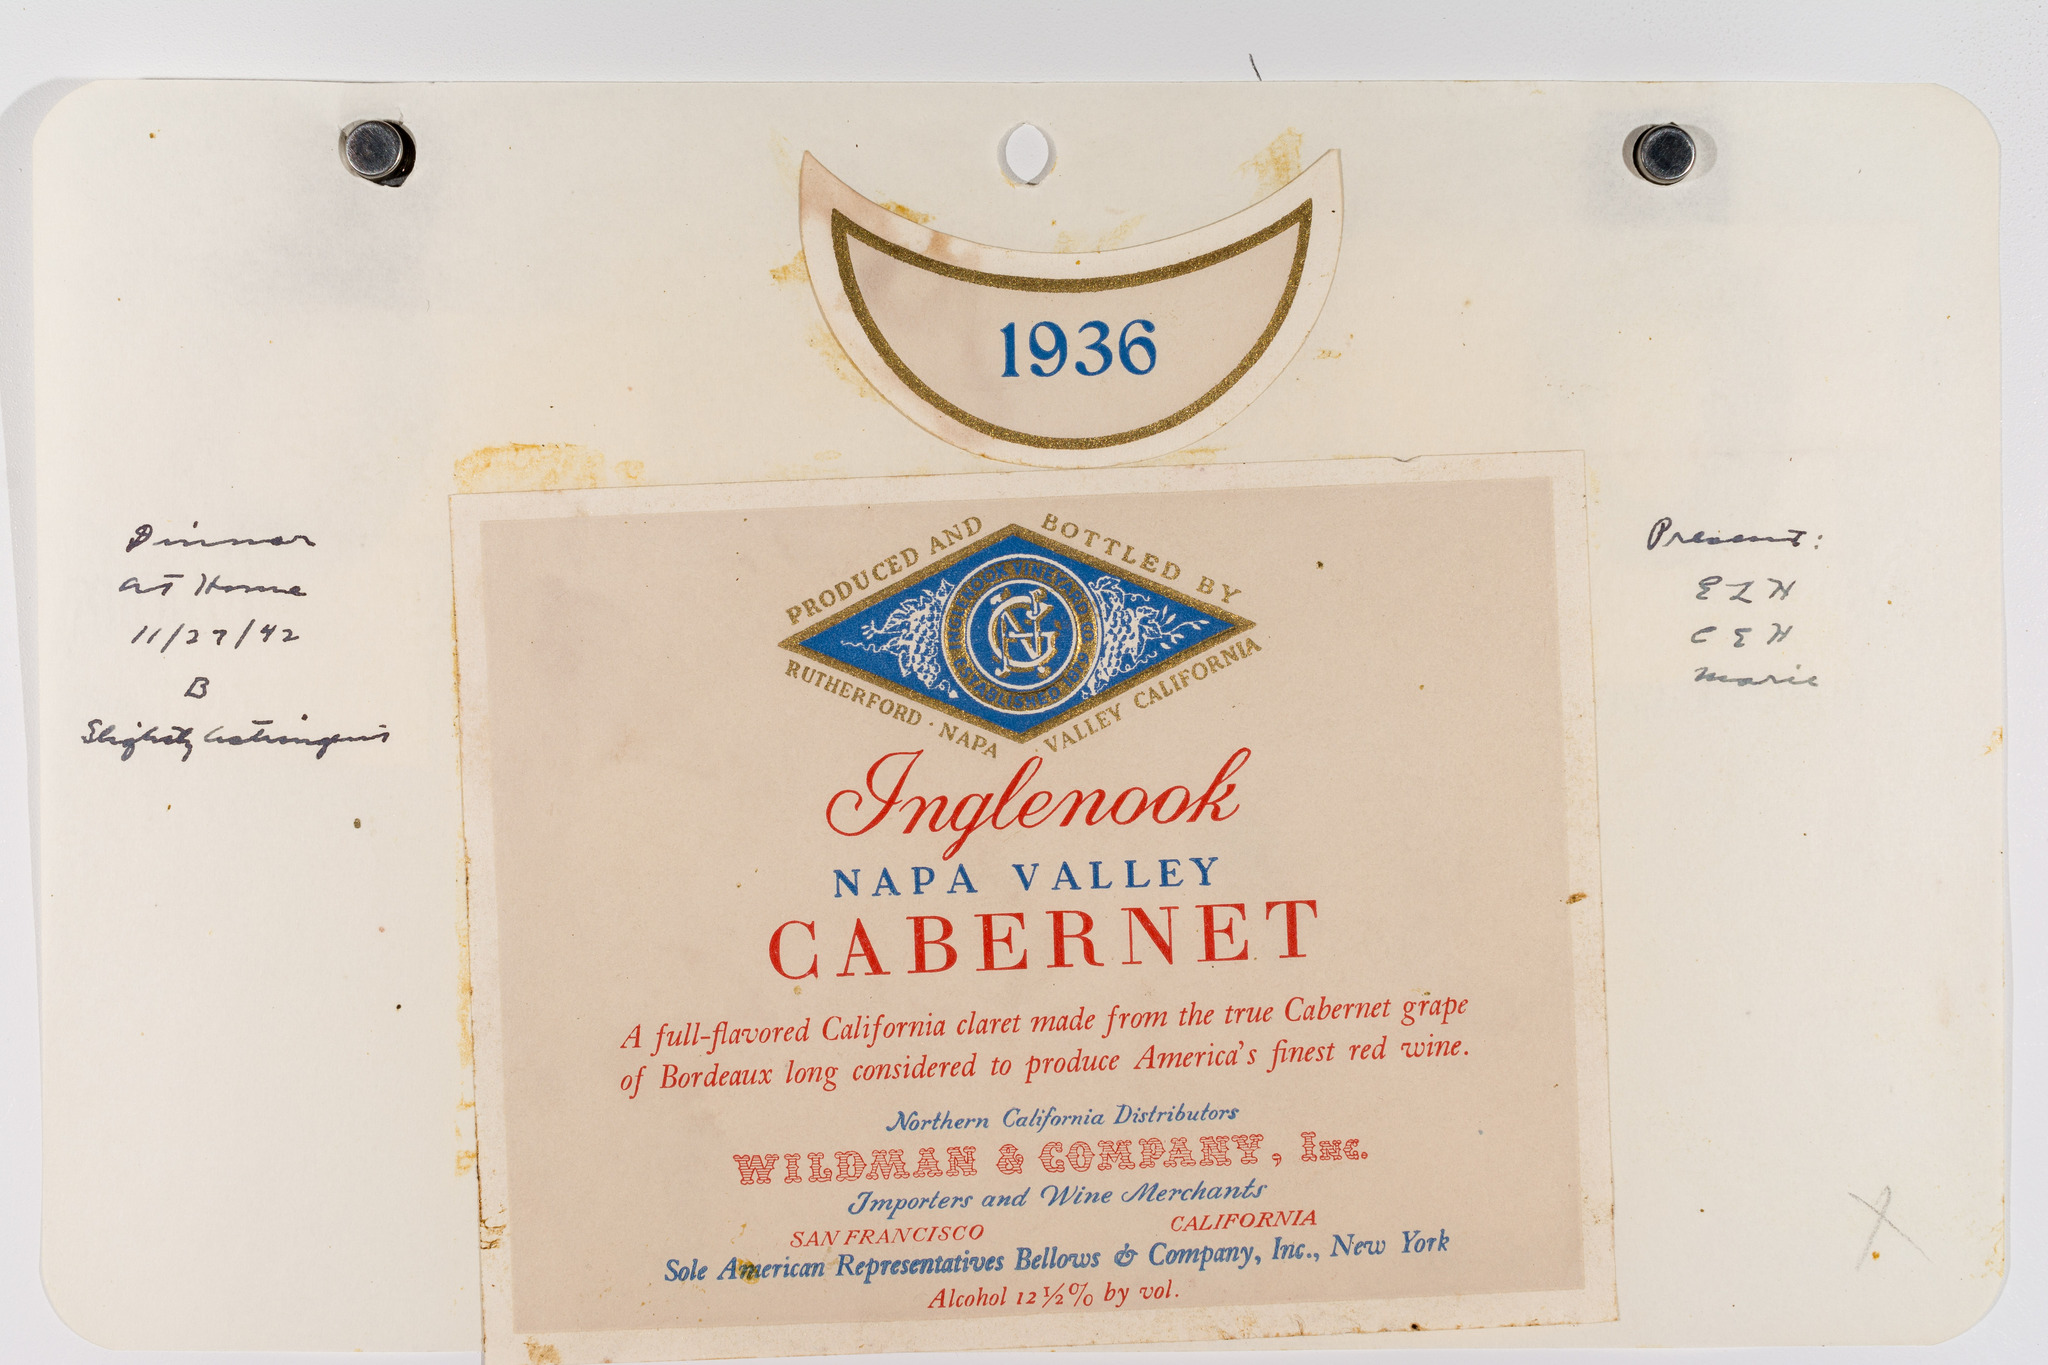 1936
Dinner
at Home
11/27/42
B
Slightly astringent
Present:
ELH
CEH
Marie
PRODUCED AND BOTTLED BY
INGLENOOK VINEYARD CO
GN
ESTABLISHED 1879
RUTHERFORD · NAPA VALLEY CALIFORNIA
Inglenook
NAPA VALLEY
CABERNET
A full-flavored California claret made from the true Cabernet grape
of Bordeaux long considered to produce America's finest red wine.
Northern California Distributors
WILDMAN & COMPANY, INC.
Importers and Wine Merchants
SAN FRANCISCO CALIFORNIA
Sole American Representatives Bellows & Company, Inc., New York
Alcohol 12½% by vol.
X